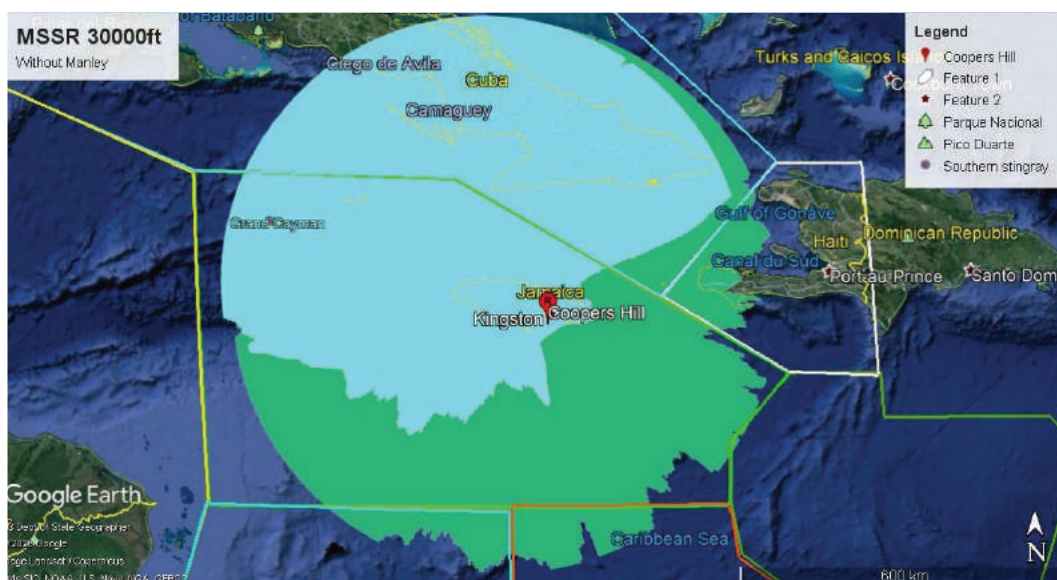 MSSR 30000ft
Without Manley
Legend
Coopers Hill
Feature 1
Feature 2
Parque Nacional
Pico Duarte
Southern stingray
Ciego de Avila
Cuba
Camaguey
Turks and Caicos
Grand Cayman
Gulf of Gonâve
Haiti
Dominican Republic
Canal du Sud
Port-au-Prince
Santo Dom
Jamaica
Kingston
Coopers Hill
Google Earth
Caribbean Sea
600 km
N